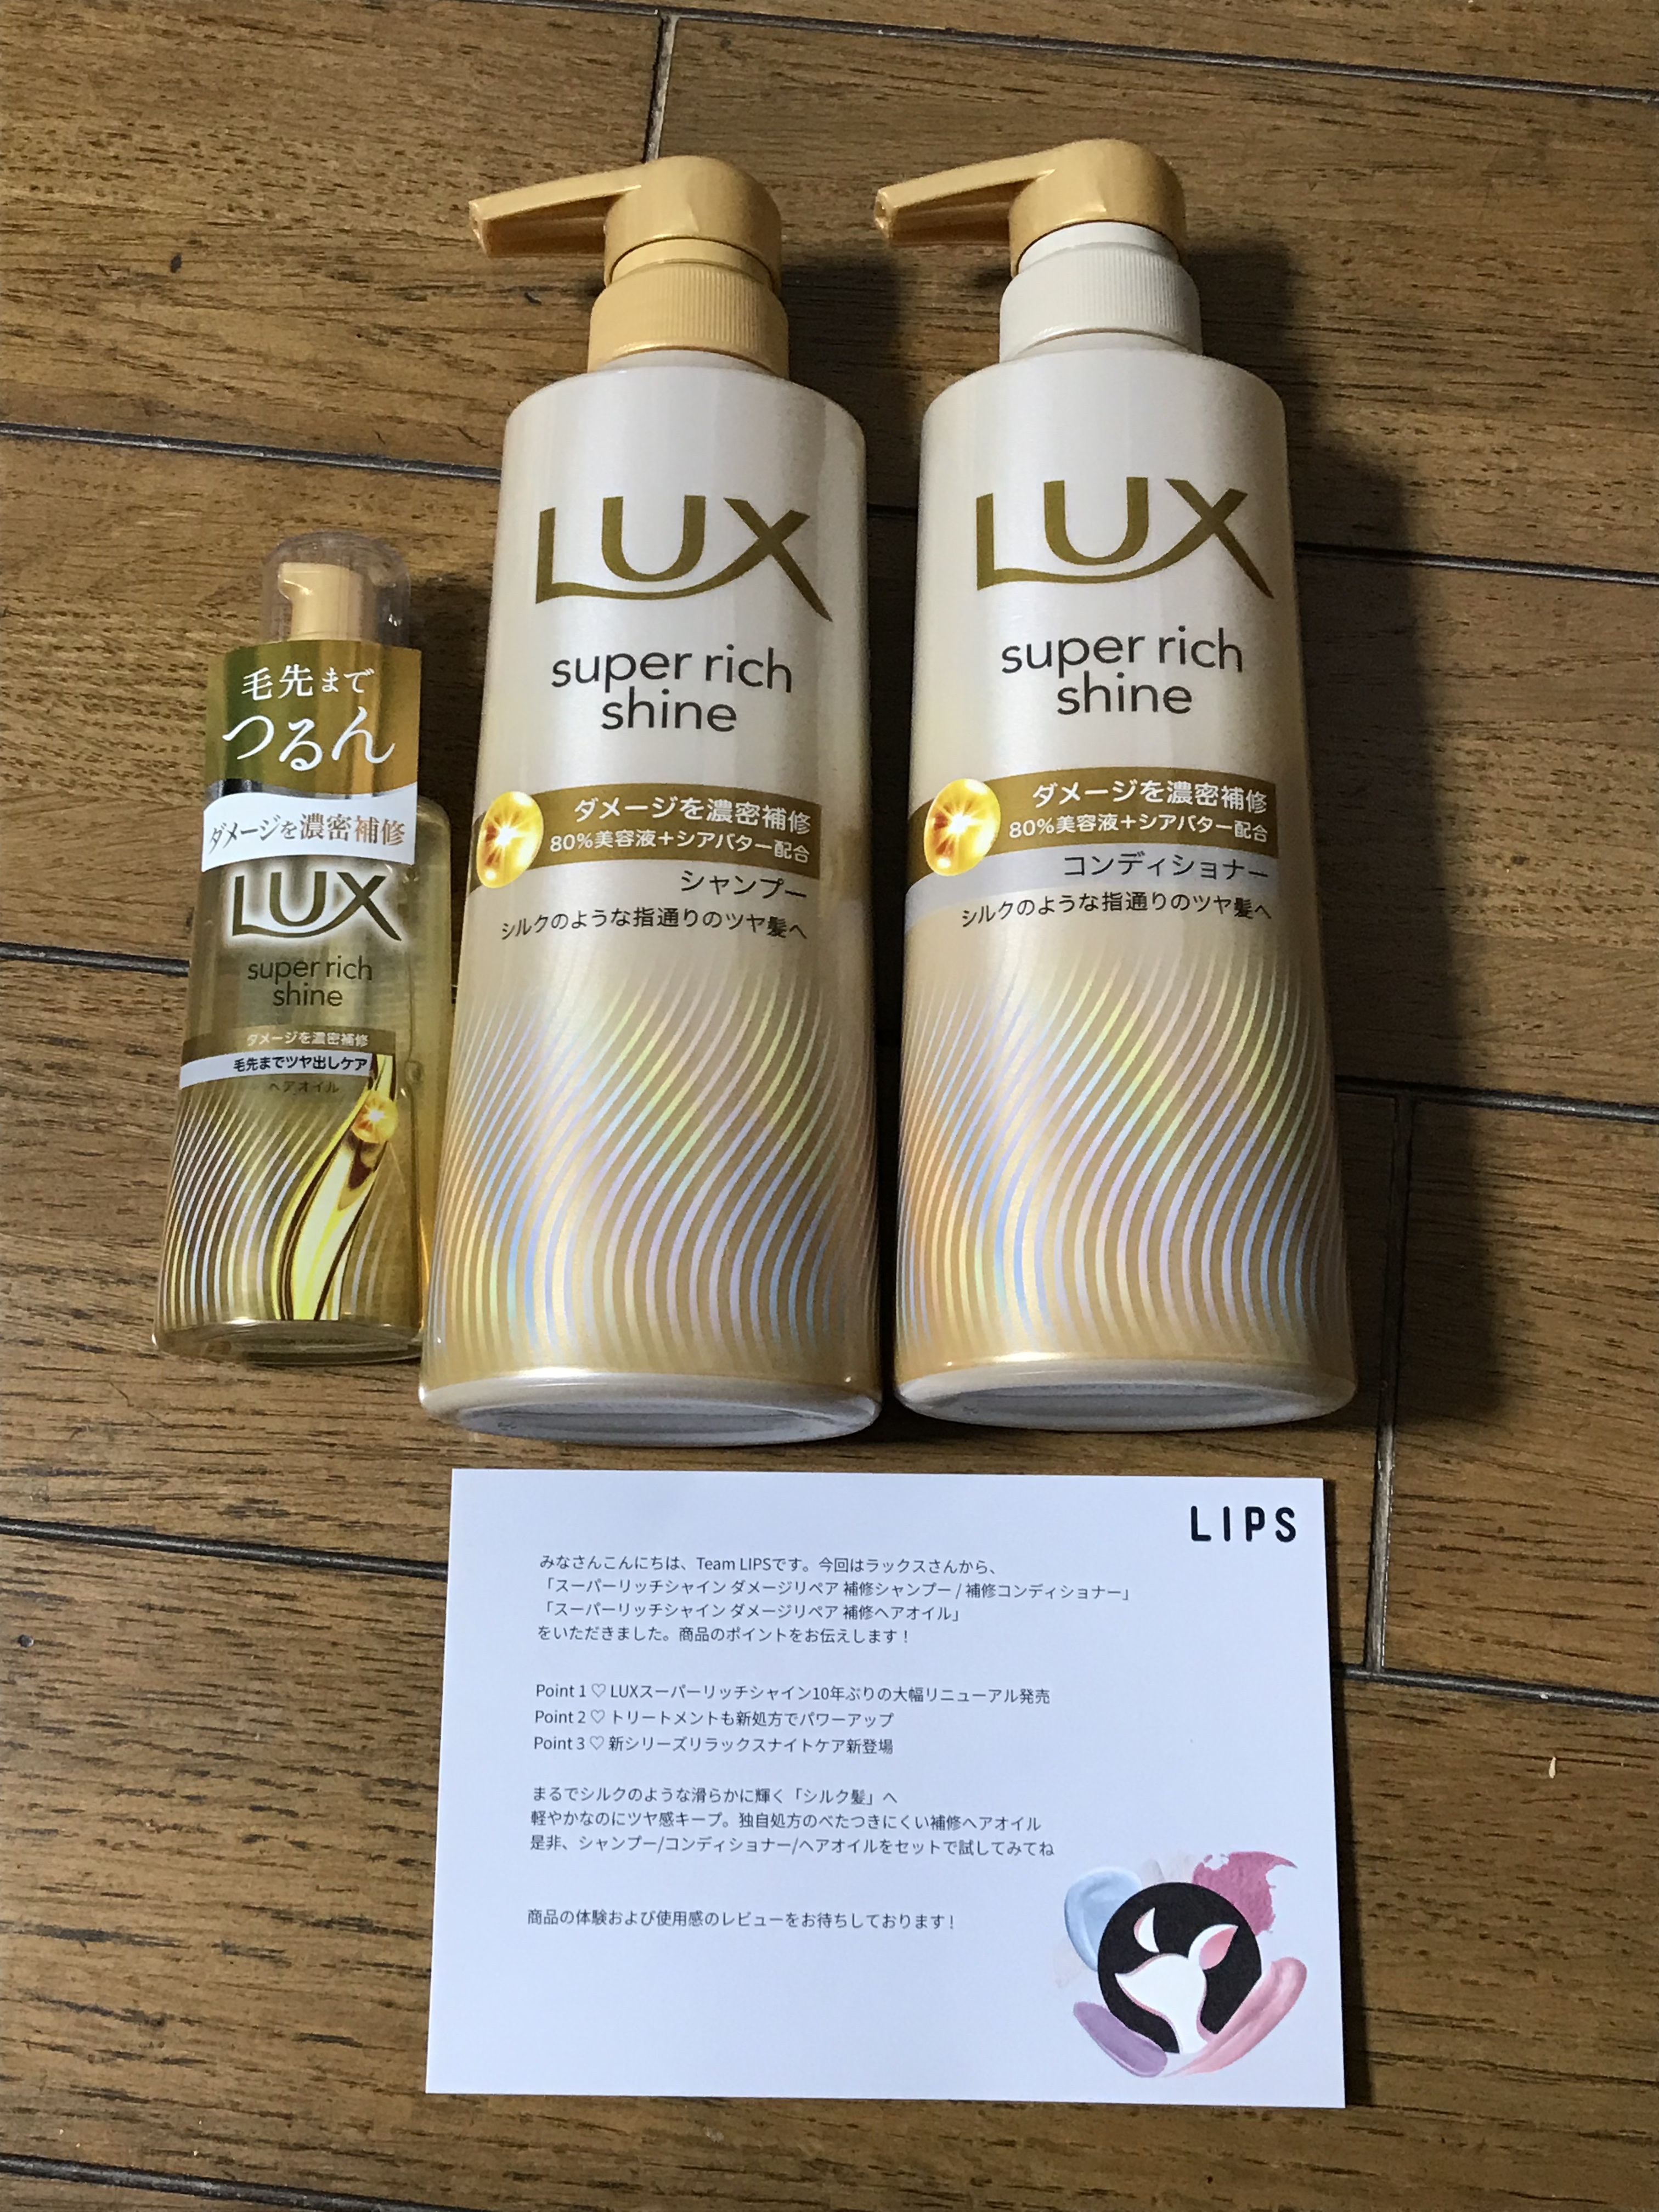 毛先まで
つるん
ダメージを濃密補修
LUX
super rich
shine
ダメージを濃密補修
毛先までツヤ出しケア
ヘアオイル
LUX
super rich
shine
ダメージを濃密補修
80%美容液+シアバター配合
シャンプー
シルクのような指通りのツヤ髪へ
LUX
super rich
shine
ダメージを濃密補修
80%美容液+シアバター配合
コンディショナー
シルクのような指通りのツヤ髪へ
LIPS
みなさんこんにちは、Team LIPSです。今回はラックスさんから、
「スーパーリッチシャイン ダメージリペア 補修シャンプー / 補修コンディショナー」
「スーパーリッチシャイン ダメージリペア 補修ヘアオイル」
をいただきました。商品のポイントをお伝えします！
Point 1 ♡ LUXスーパーリッチシャイン10年ぶりの大幅リニューアル発売
Point 2 ♡ トリートメントも新処方でパワーアップ
Point 3 ♡ 新シリーズリラックスナイトケア新登場
まるでシルクのような滑らかに輝く「シルク髪」へ
軽やかなのにツヤ感キープ。独自処方のべたつきにくい補修ヘアオイル
是非、シャンプー/コンディショナー/ヘアオイルをセットで試してみてね
商品の体験および使用感のレビューをお待ちしております！